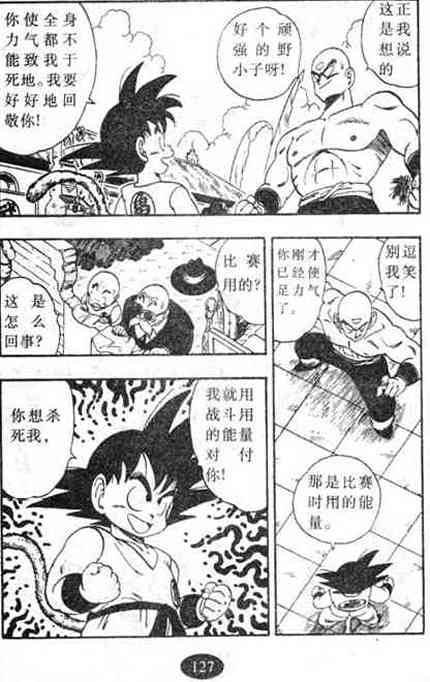 这正
是我
想说
的
好个顽
强的野
小子呀!
你使全身
力气都不
能致我于
死地。我要
好好地回
敬你!
别逗
我笑
了!
你刚才
已经使
足力气
了。
那是比赛
时用的能
量。
比赛
用的?
这是
怎么
回事?
你想杀
死我,
我就用
战斗用
的能量
对付
你!
127